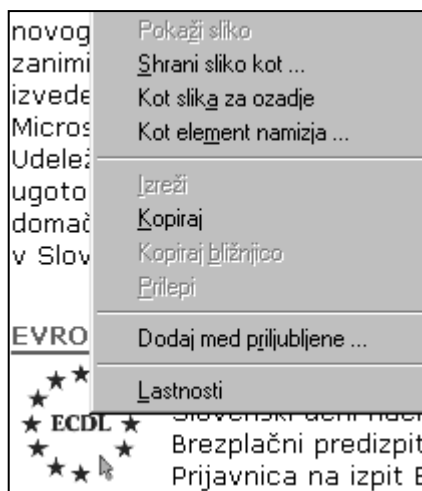 novog
zanimi
izvede
Micros
Udelež
ugoto
domač
v Slov
Pokaži sliko
Shrani sliko kot ...
Kot slika za ozadje
Kot element namizja ...
Izreži
Kopiraj
Kopiraj bližnjico
Prilepi
Dodaj med priljubljene ...
Lastnosti
EVRO
ECDL
Brezplačni predizpit
Prijavnica na izpit E